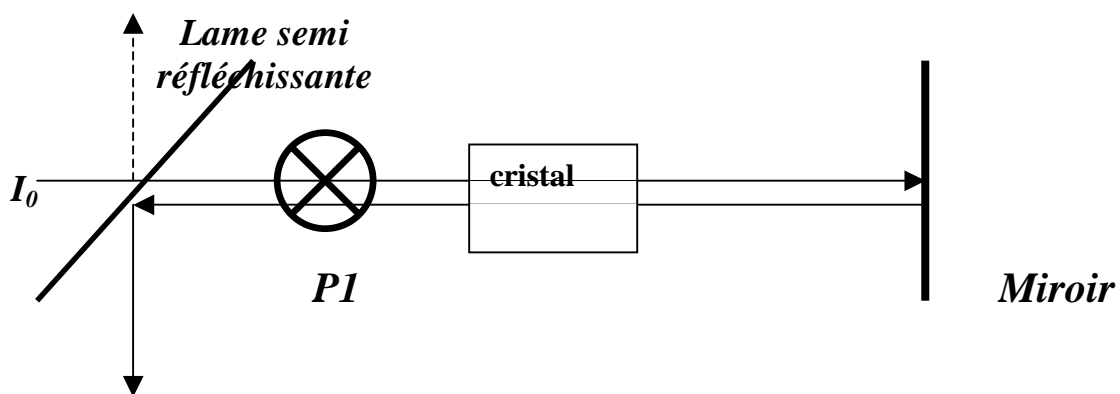 Lame semi
réfléchissante
I₀
cristal
P1
Miroir